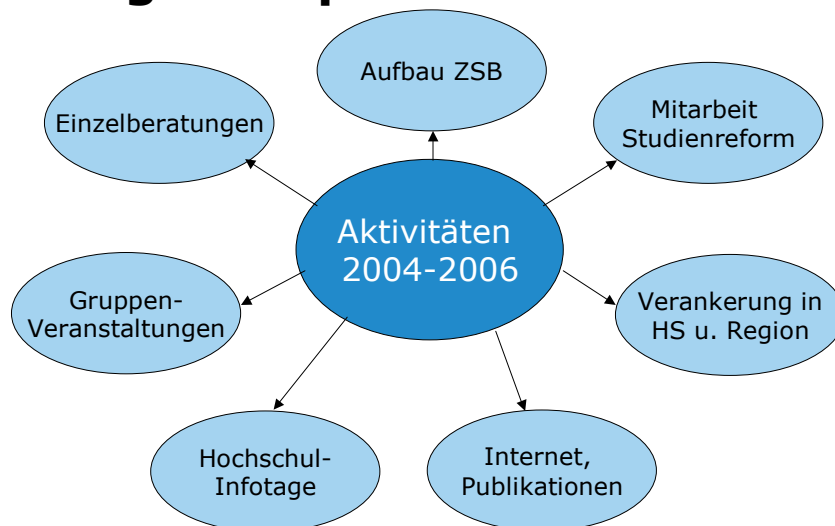 Aufbau ZSB
Einzelberatungen
Mitarbeit
Studienreform
Aktivitäten
2004-2006
Gruppen-
Veranstaltungen
Verankerung in
HS u. Region
Hochschul-
Infotage
Internet,
Publikationen